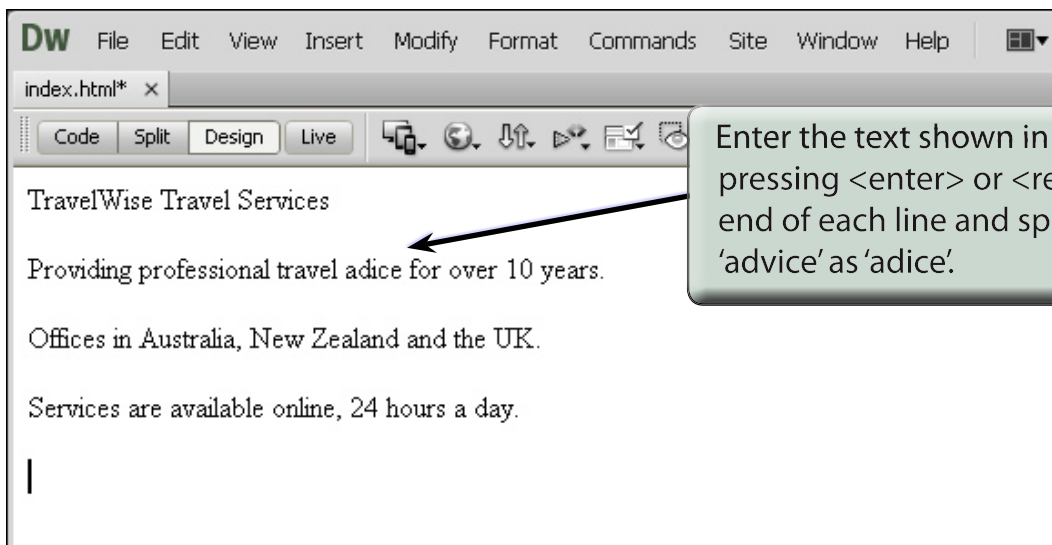 Dw File Edit View Insert Modify Format Commands Site Window Help
index.html* ×
Code Split Design Live
Enter the text shown in
pressing <enter> or <re
end of each line and sp
‘advice’ as ‘adice’.
TravelWise Travel Services
Providing professional travel adice for over 10 years.
Offices in Australia, New Zealand and the UK.
Services are available online, 24 hours a day.